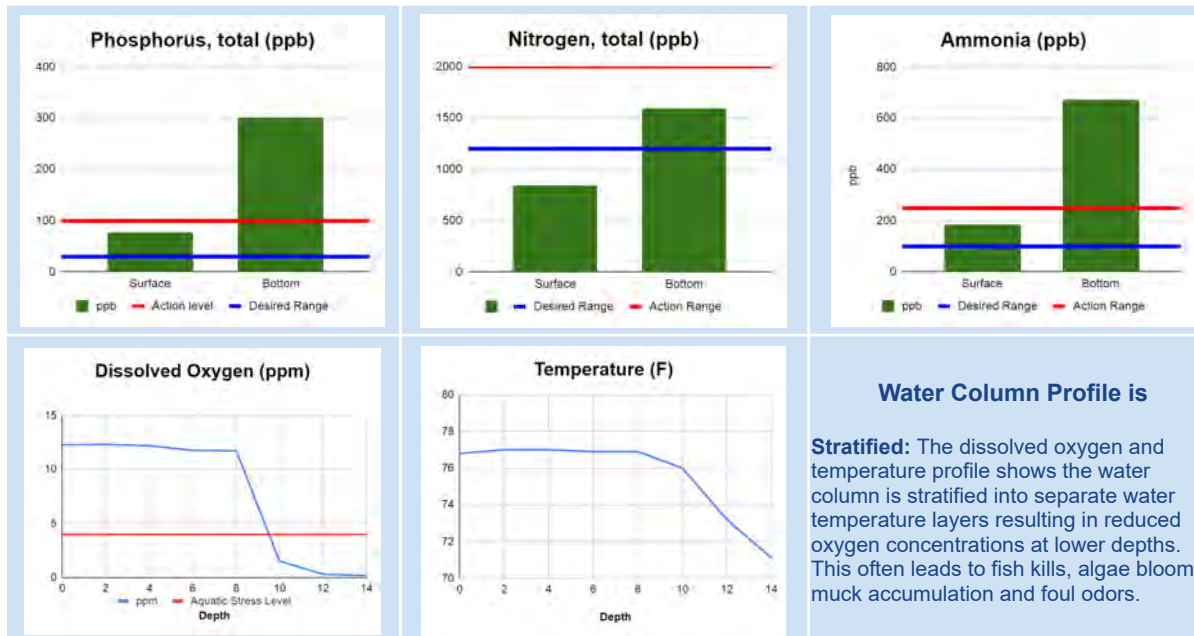 Phosphorus, total (ppb)
400
300
200
100
0
Surface Bottom
ppb Action level Desired Range
Nitrogen, total (ppb)
2000
1500
1000
500
0
Surface Bottom
Desired Range Action Range
Ammonia (ppb)
800
600
400
200
0
ppb
Surface Bottom
ppb Desired Range Action Range
Dissolved Oxygen (ppm)
15
10
5
0
0 2 4 6 8 10 12 14
ppm Aquatic Stress Level
Depth
Temperature (F)
80
78
76
74
72
70
0 2 4 6 8 10 12 14
Depth
Water Column Profile is
Stratified: The dissolved oxygen and
temperature profile shows the water
column is stratified into separate water
temperature layers resulting in reduced
oxygen concentrations at lower depths.
This often leads to fish kills, algae bloom
muck accumulation and foul odors.